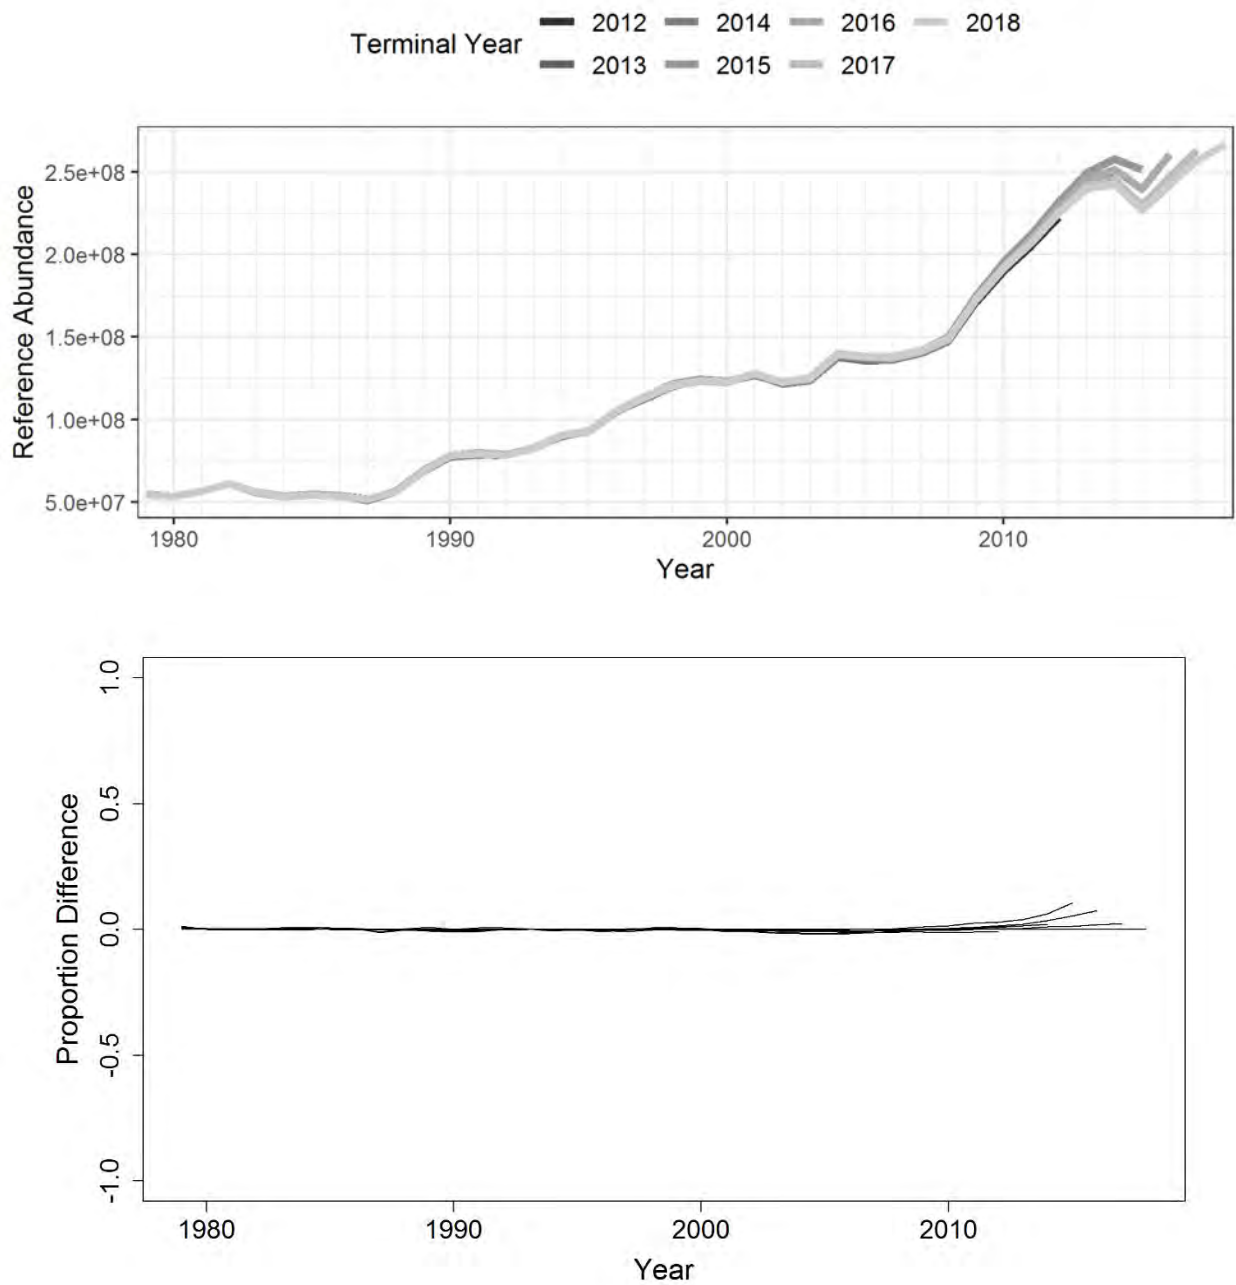 Terminal Year
2012 2014 2016 2018
2013 2015 2017
Reference Abundance
2.5e+08
2.0e+08
1.5e+08
1.0e+08
5.0e+07
1980 1990 2000 2010
Year
Proportion Difference
1.0
0.5
0.0
-0.5
-1.0
1980 1990 2000 2010
Year